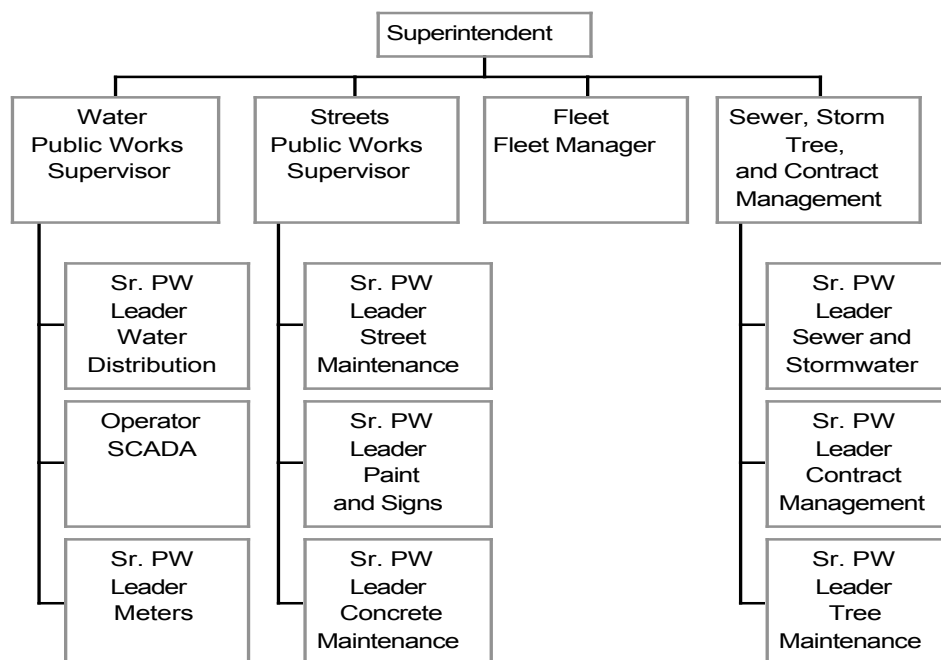 Superintendent
Water
Public Works
Supervisor
Streets
Public Works
Supervisor
Fleet
Fleet Manager
Sewer, Storm
Tree,
and Contract
Management
Sr. PW
Leader
Water
Distribution
Operator
SCADA
Sr. PW
Leader
Meters
Sr. PW
Leader
Street
Maintenance
Sr. PW
Leader
Paint
and Signs
Sr. PW
Leader
Concrete
Maintenance
Sr. PW
Leader
Sewer and
Stormwater
Sr. PW
Leader
Contract
Management
Sr. PW
Leader
Tree
Maintenance